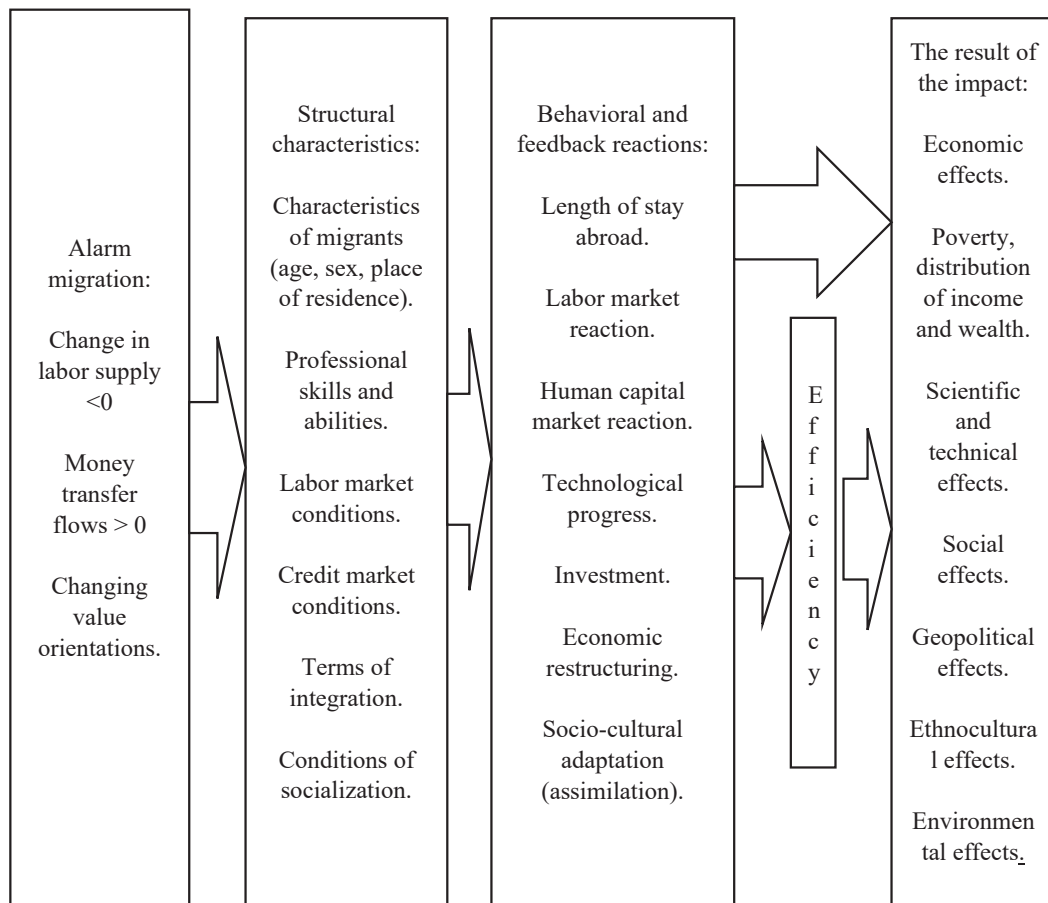 Alarm
migration:
Change in
labor supply
<0
Money
transfer
flows > 0
Changing
value
orientations.
Structural
characteristics:
Characteristics
of migrants
(age, sex, place
of residence).
Professional
skills and
abilities.
Labor market
conditions.
Credit market
conditions.
Terms of
integration.
Conditions of
socialization.
Behavioral and
feedback reactions:
Length of stay
abroad.
Labor market
reaction.
Human capital
market reaction.
Technological
progress.
Investment.
Economic
restructuring.
Socio-cultural
adaptation
(assimilation).
E
f
f
i
c
i
e
n
c
y
The result of
the impact:
Economic
effects.
Poverty,
distribution
of income
and wealth.
Scientific
and
technical
effects.
Social
effects.
Geopolitical
effects.
Ethnocultura
l effects.
Environmen
tal effects.